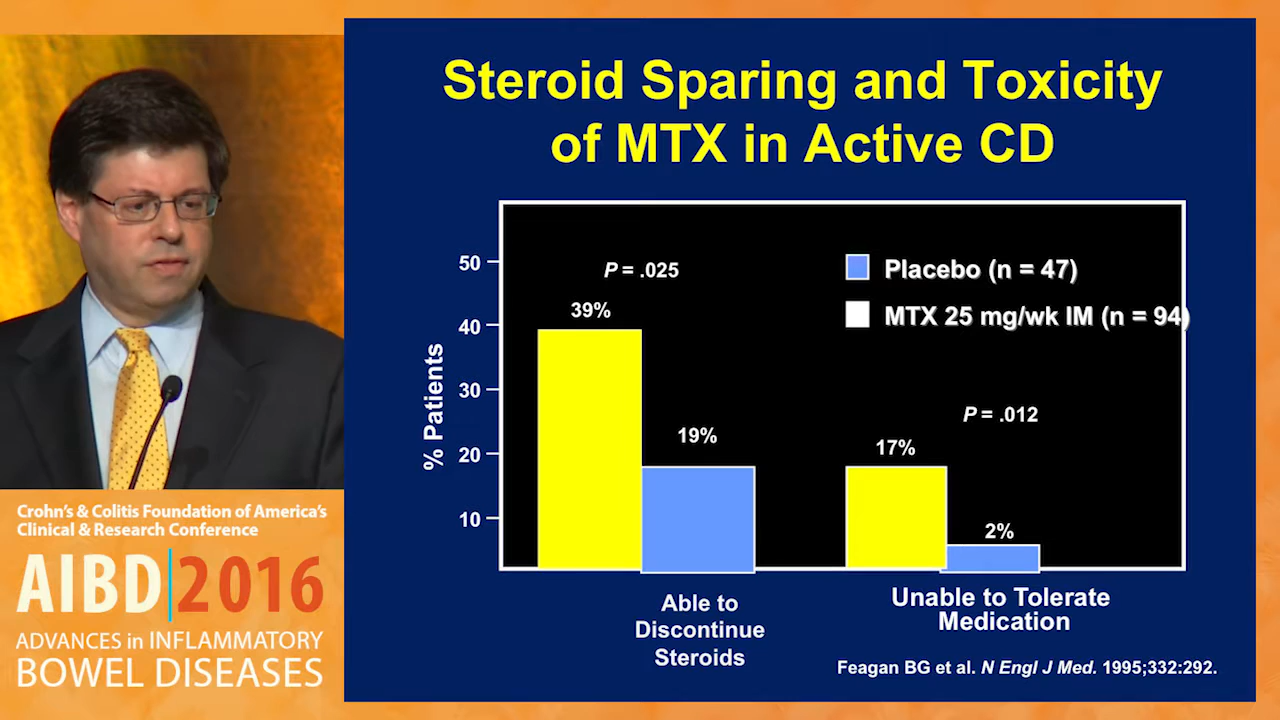 Steroid Sparing and Toxicity
of MTX in Active CD
50
40
30
20
10
% Patients
P = .025
39%
19%
Placebo (n = 47)
MTX 25 mg/wk IM (n = 94)
P = .012
17%
2%
Able to
Discontinue
Steroids
Unable to Tolerate
Medication
Feagan BG et al. N Engl J Med. 1995;332:292.
Crohn's & Colitis Foundation of America's
Clinical & Research Conference
AIBD 2016
ADVANCES in INFLAMMATORY
BOWEL DISEASES